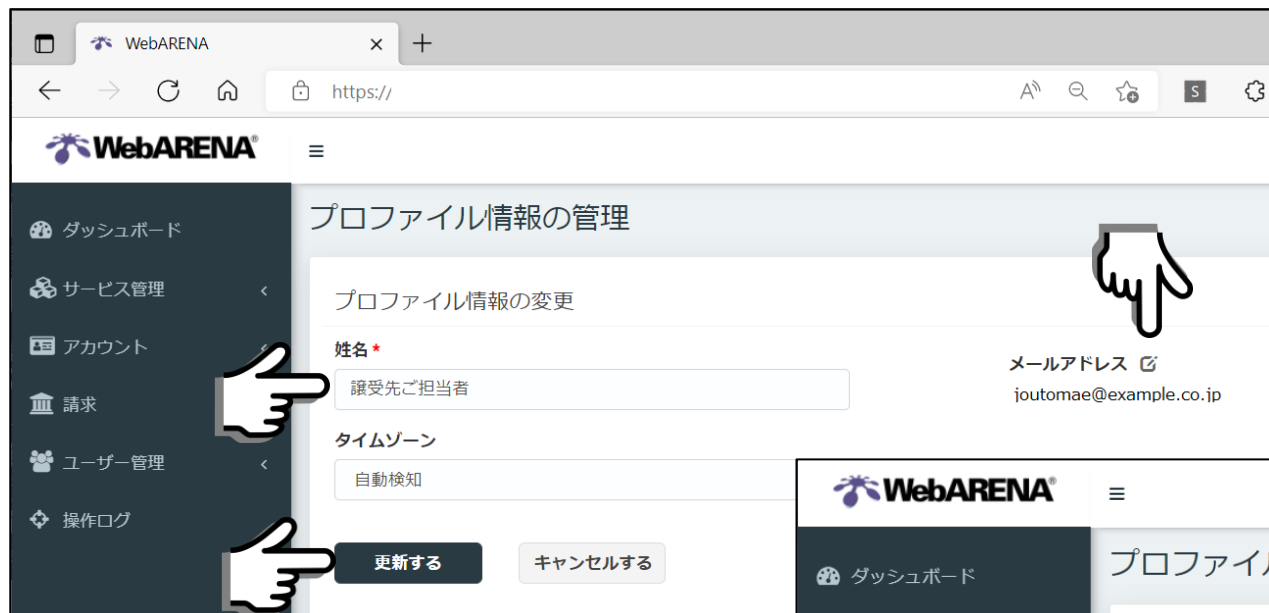 WebARENA
https://
A
S
WebARENA®
プロファイル情報の管理
ダッシュボード
サービス管理
アカウント
請求
ユーザー管理
操作ログ
プロファイル情報の変更
姓名*
譲受先ご担当者
メールアドレス
joutomae@example.co.jp
タイムゾーン
自動検知
更新する
キャンセルする
WebARENA®
ダッシュボード
プロファイル